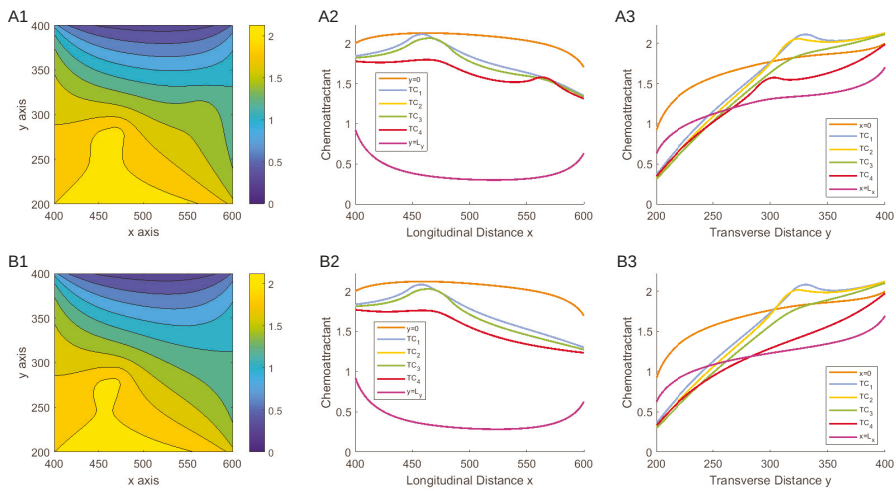 A1
400
350
300
250
200
y axis
400
450
500
550
600
x axis
2
1.5
1
0.5
0
A2
2
1.5
1
0.5
0
Chemoattractant
400
450
500
550
600
Longitudinal Distance x
y=0
TC1
TC2
TC3
TC4
y=Ly
A3
2
1.5
1
0.5
0
Chemoattractant
200
250
300
350
400
Transverse Distance y
x=0
TC1
TC2
TC3
TC4
x=Lx
B1
400
350
300
250
200
y axis
400
450
500
550
600
x axis
2
1.5
1
0.5
0
B2
2
1.5
1
0.5
0
Chemoattractant
400
450
500
550
600
Longitudinal Distance x
y=0
TC1
TC2
TC3
TC4
y=Ly
B3
2
1.5
1
0.5
0
Chemoattractant
200
250
300
350
400
Transverse Distance y
x=0
TC1
TC2
TC3
TC4
x=Lx